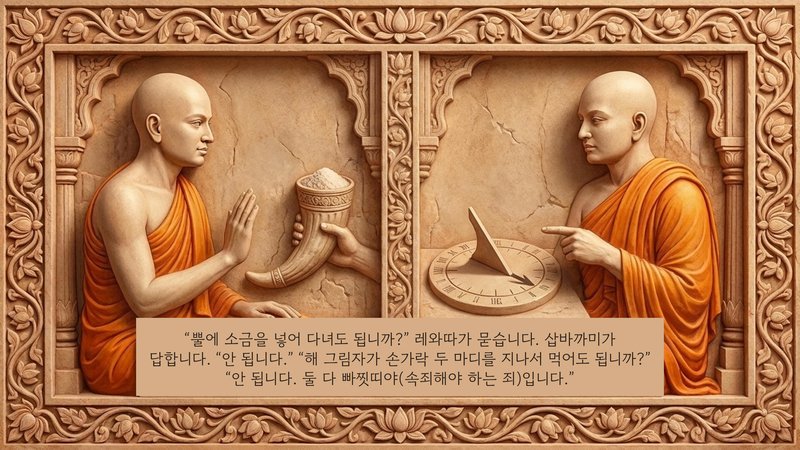 “뿔에 소금을 넣어 다녀도 됩니까?” 레와따가 묻습니다. 삽바까미가
답합니다. “안 됩니다.” “해 그림자가 손가락 두 마디를 지나서 먹어도 됩니까?”
“안 됩니다. 둘 다 빠찟띠야(속죄해야 하는 죄)입니다.”